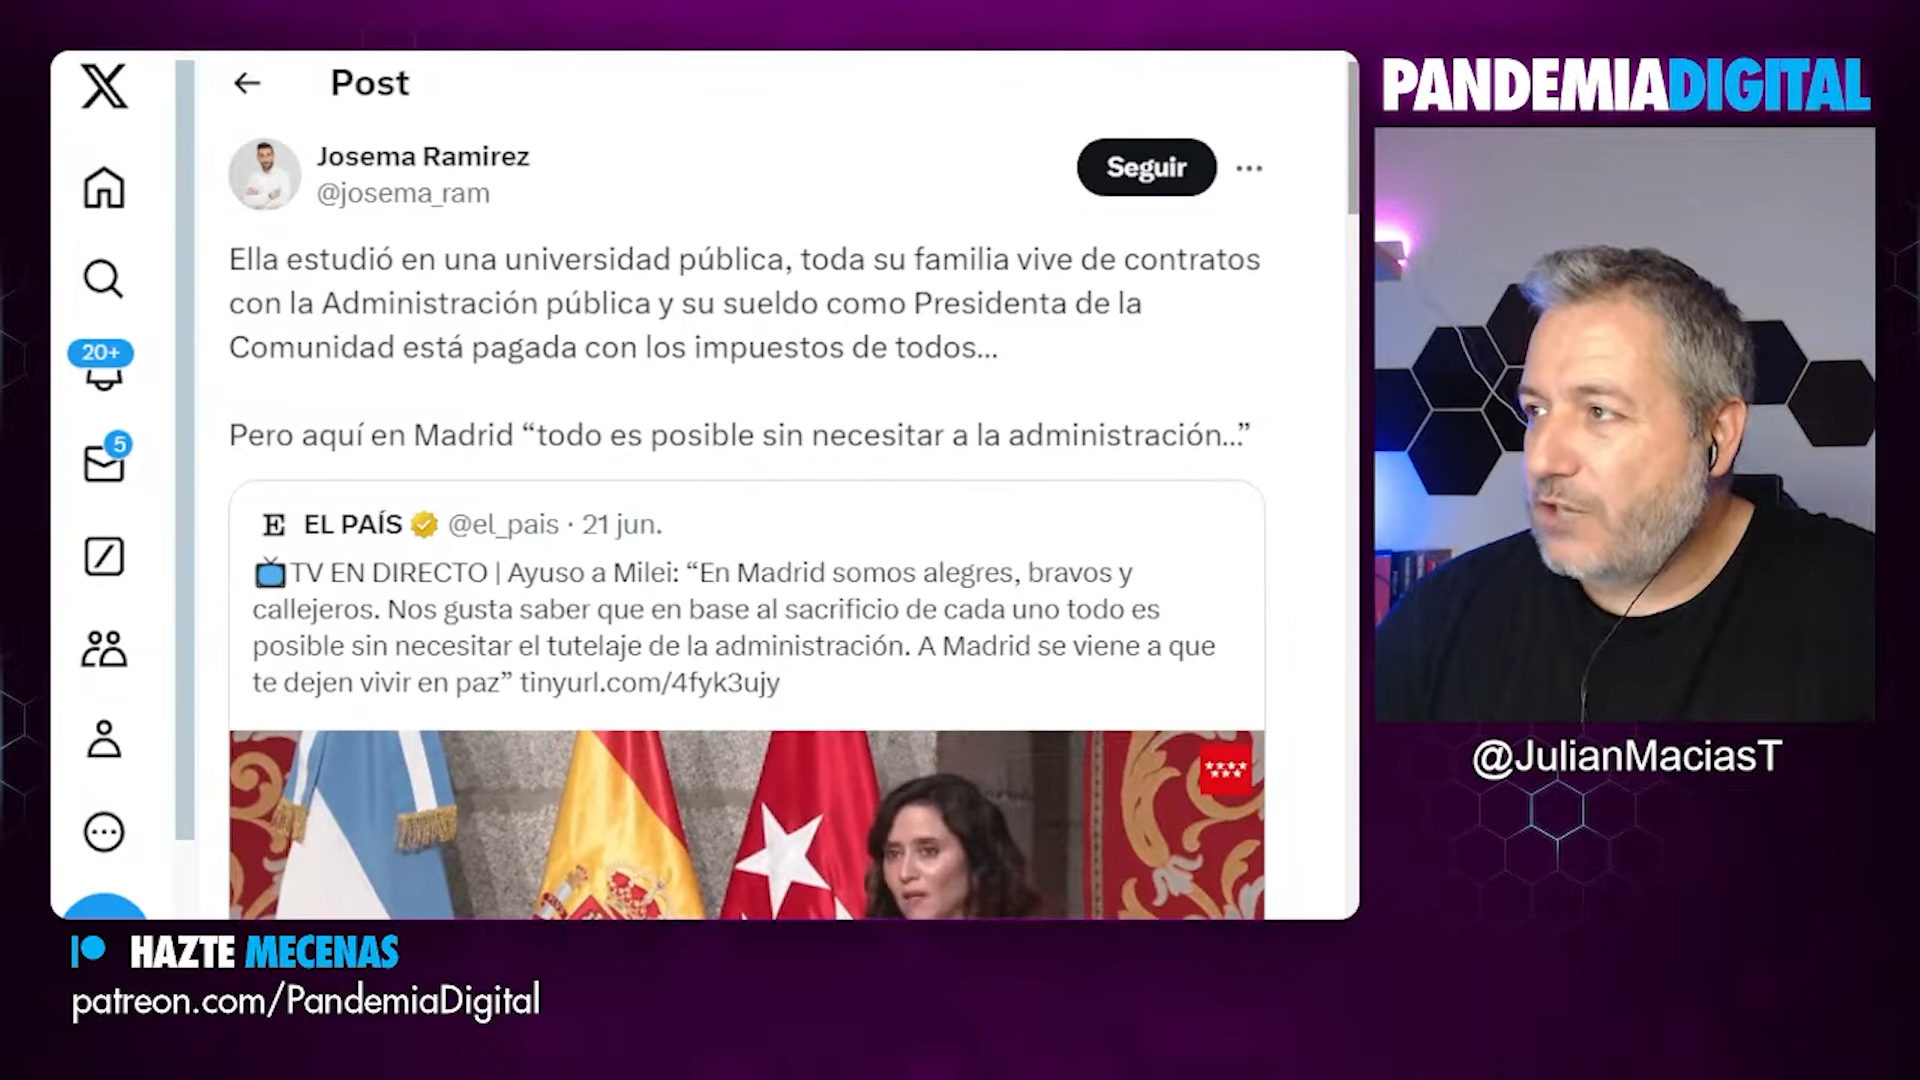 Post
Josema Ramirez
@josema_ram
Seguir
Ella estudió en una universidad pública, toda su familia vive de contratos
con la Administración pública y su sueldo como Presidenta de la
Comunidad está pagada con los impuestos de todos...
Pero aquí en Madrid “todo es posible sin necesitar a la administración...”
20+
5
EL PAÍS @el_pais · 21 jun.
TV EN DIRECTO | Ayuso a Milei: “En Madrid somos alegres, bravos y
callejeros. Nos gusta saber que en base al sacrificio de cada uno todo es
posible sin necesitar el tutelaje de la administración. A Madrid se viene a que
te dejen vivir en paz” tinyurl.com/4fyk3ujy
PANDEMIADIGITAL
@JulianMaciasT
HAZTE MECENAS
patreon.com/PandemiaDigital